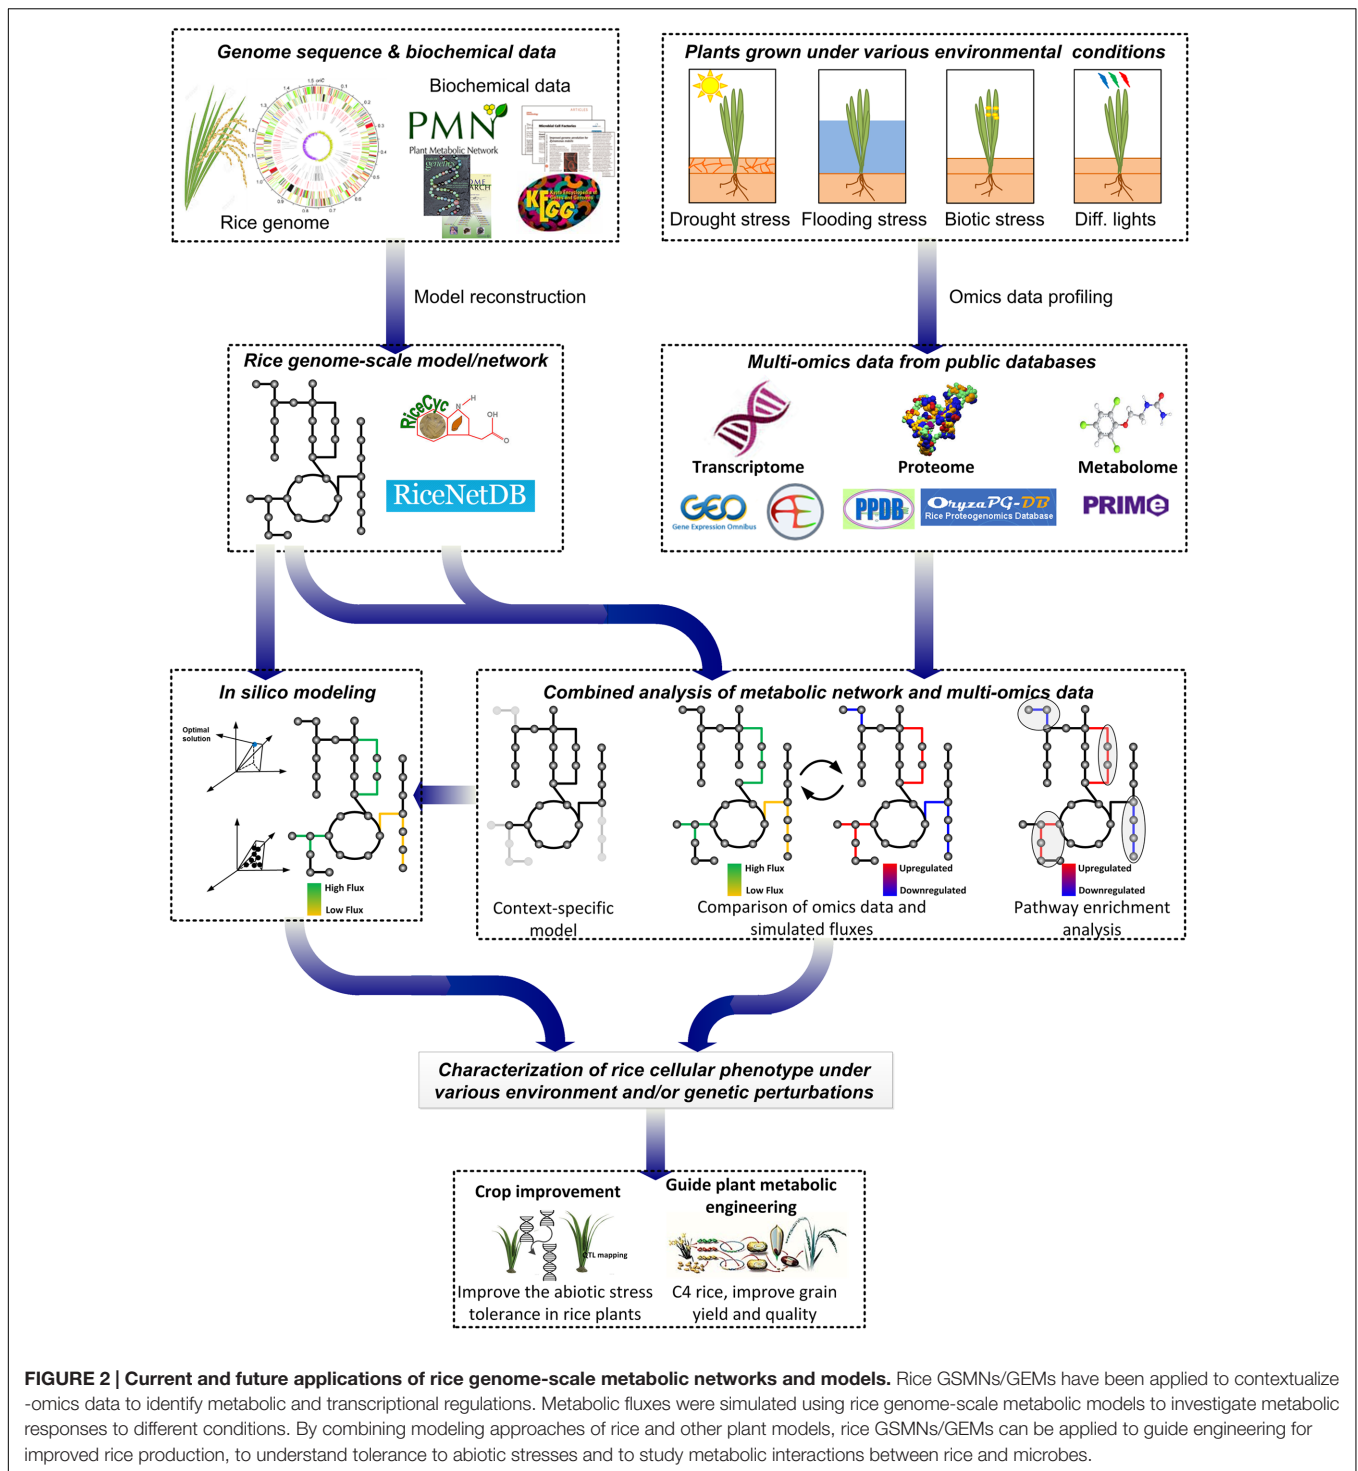 Genome sequence & biochemical data
Biochemical data
PMN
Plant Metabolic Network
KEGG
Rice genome
Plants grown under various environmental conditions
Drought stress
Flooding stress
Biotic stress
Diff. lights
Model reconstruction
Omics data profiling
Rice genome-scale model/network
RiceCyc
N
H
OH
O
RiceNetDB
Multi-omics data from public databases
Transcriptome
Proteome
Metabolome
GEO
Gene Expression Omnibus
AE
PPDB
OryzaPG-DB
Rice Proteogenomics Database
PRIMe
In silico modeling
Optimal
solution
High Flux
Low Flux
Combined analysis of metabolic network and multi-omics data
Context-specific
model
High Flux
Low Flux
Upregulated
Downregulated
Comparison of omics data and
simulated fluxes
Upregulated
Downregulated
Pathway enrichment
analysis
Characterization of rice cellular phenotype under
various environment and/or genetic perturbations
Crop improvement
QTL mapping
Improve the abiotic stress
tolerance in rice plants
Guide plant metabolic
engineering
C4 rice, improve grain
yield and quality
FIGURE 2 | Current and future applications of rice genome-scale metabolic networks and models. Rice GSMNs/GEMs have been applied to contextualize
-omics data to identify metabolic and transcriptional regulations. Metabolic fluxes were simulated using rice genome-scale metabolic models to investigate metabolic
responses to different conditions. By combining modeling approaches of rice and other plant models, rice GSMNs/GEMs can be applied to guide engineering for
improved rice production, to understand tolerance to abiotic stresses and to study metabolic interactions between rice and microbes.